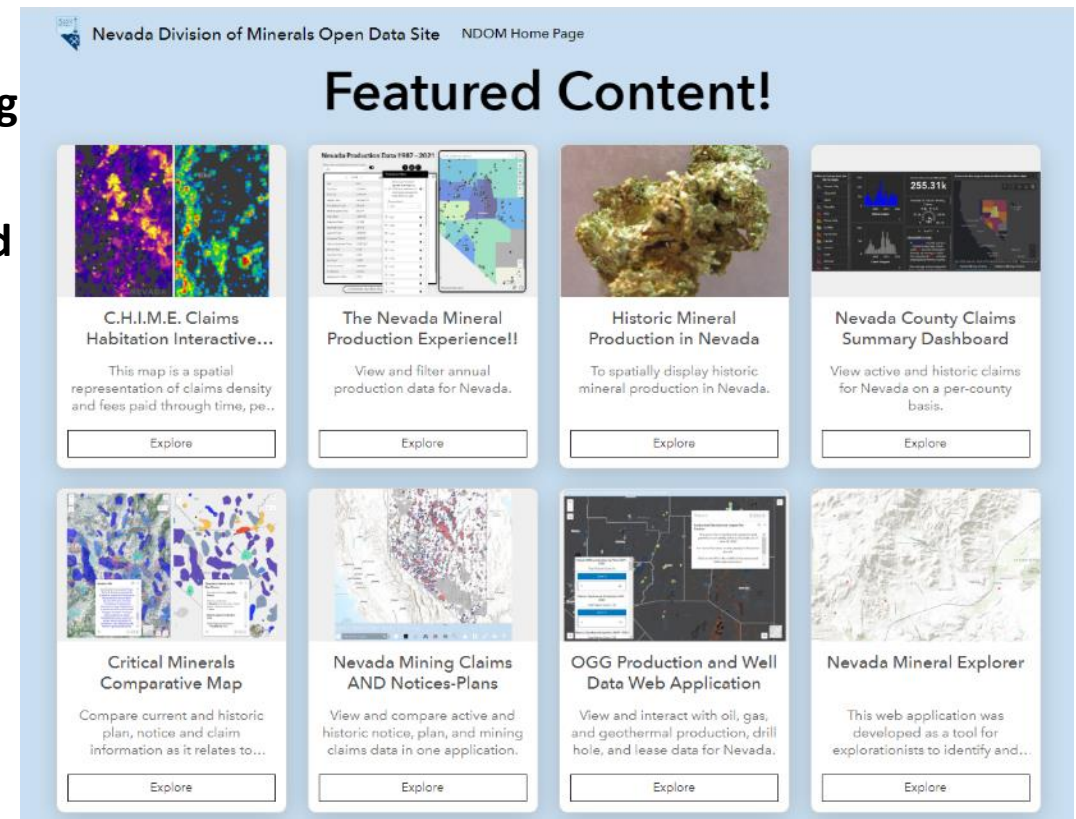 Nevada Division of Minerals Open Data Site NDOM Home Page
g
Featured Content!
d
Nevada Production Data 1987 - 2021
255.31k
NEVADA
C.H.I.M.E. Claims
Habitation Interactive...
This map is a spatial
representation of claims density
and fees paid through time, pe..
Explore
The Nevada Mineral
Production Experience!!
View and filter annual
production data for Nevada.
Explore
Historic Mineral
Production in Nevada
To spatially display historic
mineral production in Nevada.
Explore
Nevada County Claims
Summary Dashboard
View active and historic claims
for Nevada on a per-county
basis.
Explore
Critical Minerals
Comparative Map
Compare current and historic
plan, notice and claim
information as it relates to...
Explore
Nevada Mining Claims
AND Notices-Plans
View and compare active and
historic notice, plan, and mining
claims data in one application.
Explore
OGG Production and Well
Data Web Application
View and interact with oil, gas,
and geothermal production, drill
hole, and lease data for Nevada.
Explore
Nevada Mineral Explorer
This web application was
developed as a tool for
explorationists to identify and...
Explore